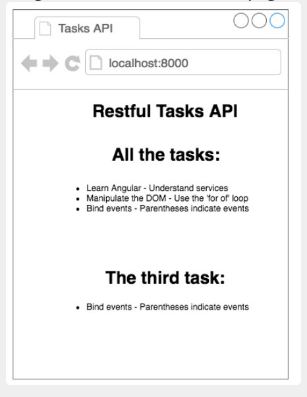 Tasks API
localhost:8000
Restful Tasks API
All the tasks:
• Learn Angular - Understand services
• Manipulate the DOM - Use the 'for of' loop
• Bind events - Parentheses indicate events
The third task:
• Bind events - Parentheses indicate events